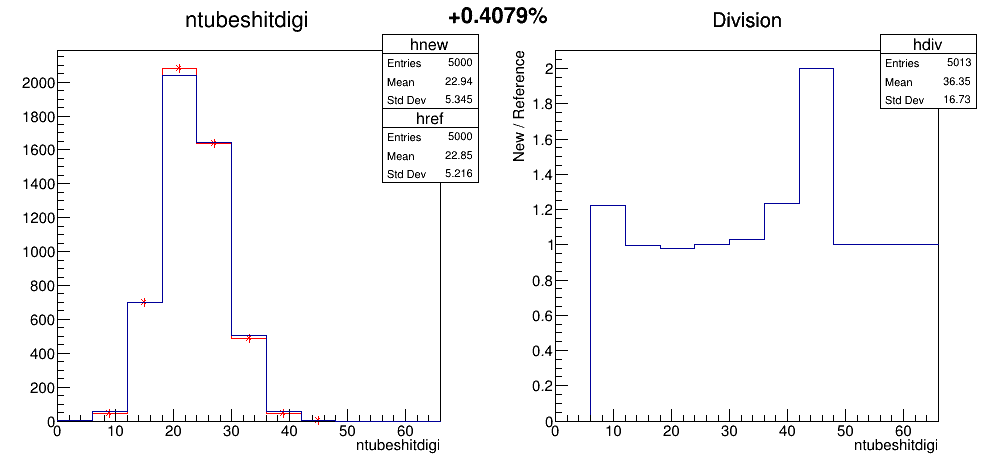 +0.4079%
ntubeshitdigi
hnew
Entries 5000
Mean 22.94
Std Dev 5.345
href
Entries 5000
Mean 22.85
Std Dev 5.216
2000
1800
1600
1400
1200
1000
800
600
400
200
0
0 10 20 30 40 50 60
ntubeshitdigi
Division
hdiv
Entries 5013
Mean 36.35
Std Dev 16.73
New / Reference
2
1.8
1.6
1.4
1.2
1
0.8
0.6
0.4
0.2
0
0 10 20 30 40 50 60
ntubeshitdigi